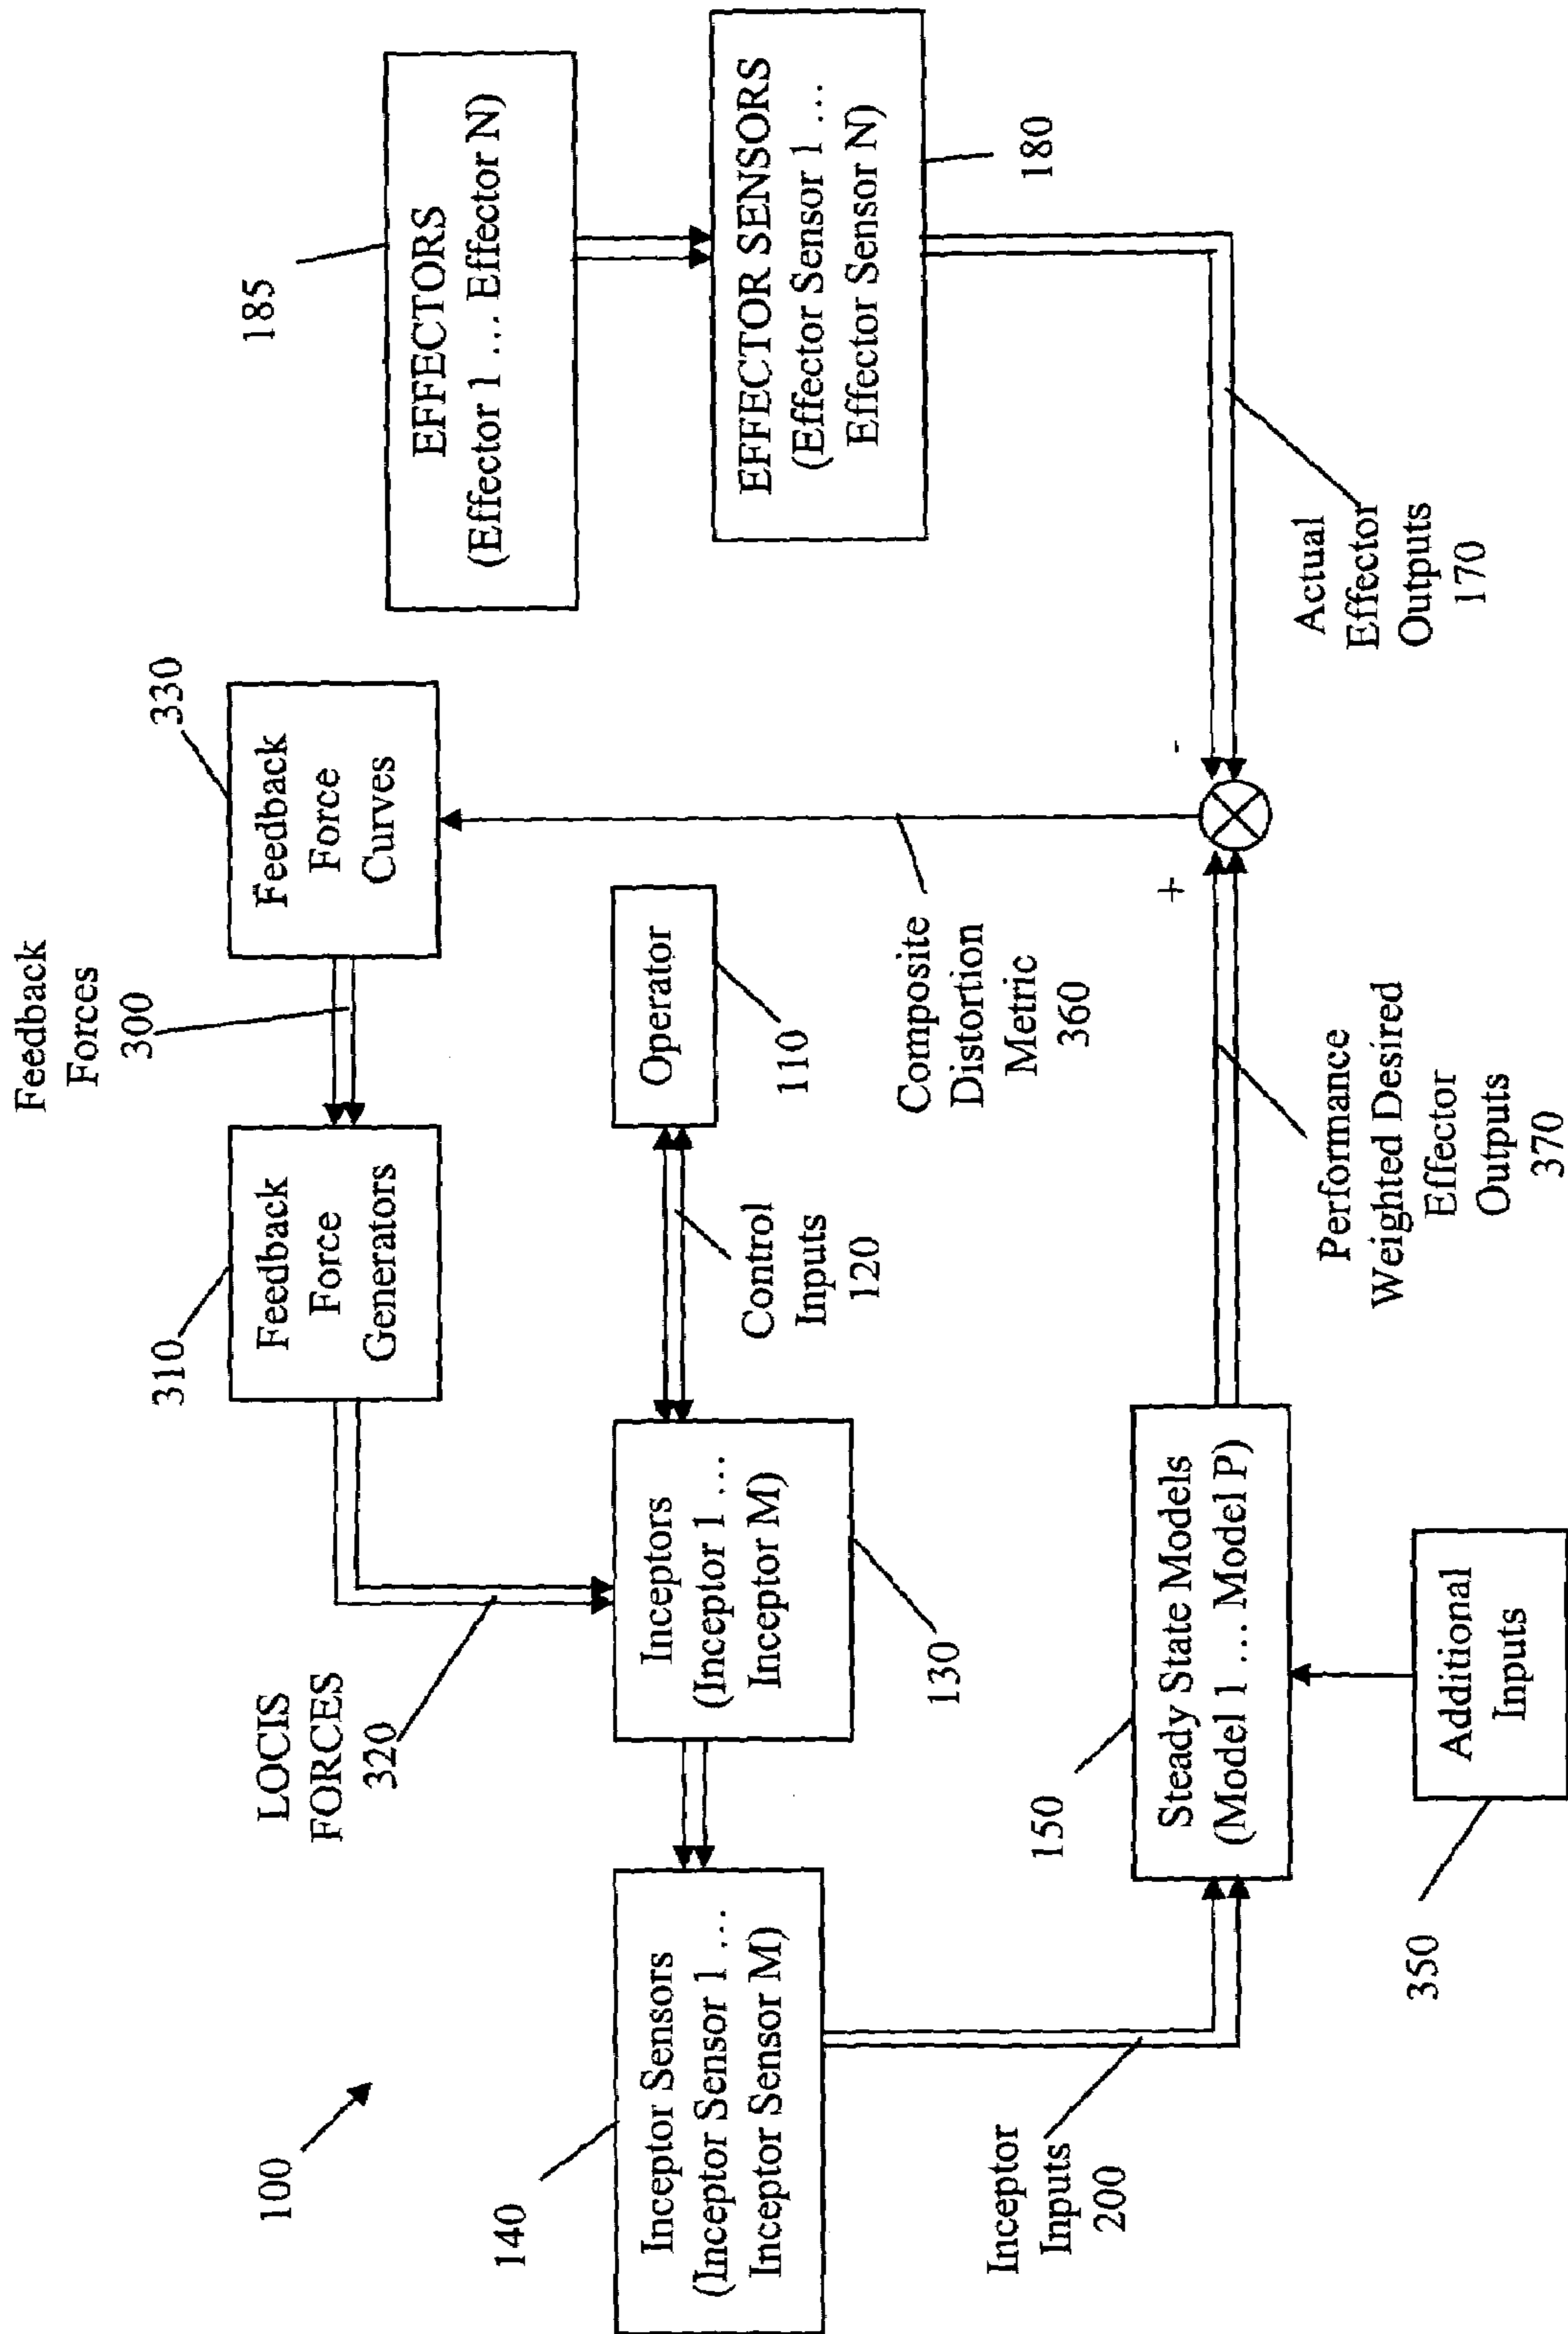 100
Feedback
Forces
300
310
330
Feedback
Force
Generators
Feedback
Force
Curves
LOCIS
FORCES
320
185
EFFECTORS
(Effector 1 ... Effector N)
140
Inceptor Sensors
(Inceptor Sensor 1 ...
Inceptor Sensor M)
Inceptors
(Inceptor 1 ...
Inceptor M)
130
Control
Inputs
120
Operator
110
EFFECTOR SENSORS
(Effector Sensor 1 ...
Effector Sensor N)
180
Composite
Distortion
Metric
360
Inceptor
Inputs
200
150
Steady State Models
(Model 1 ... Model P)
+
-
Performance
Weighted Desired
Effector
Outputs
370
Actual
Effector
Outputs
170
Additional
Inputs
350